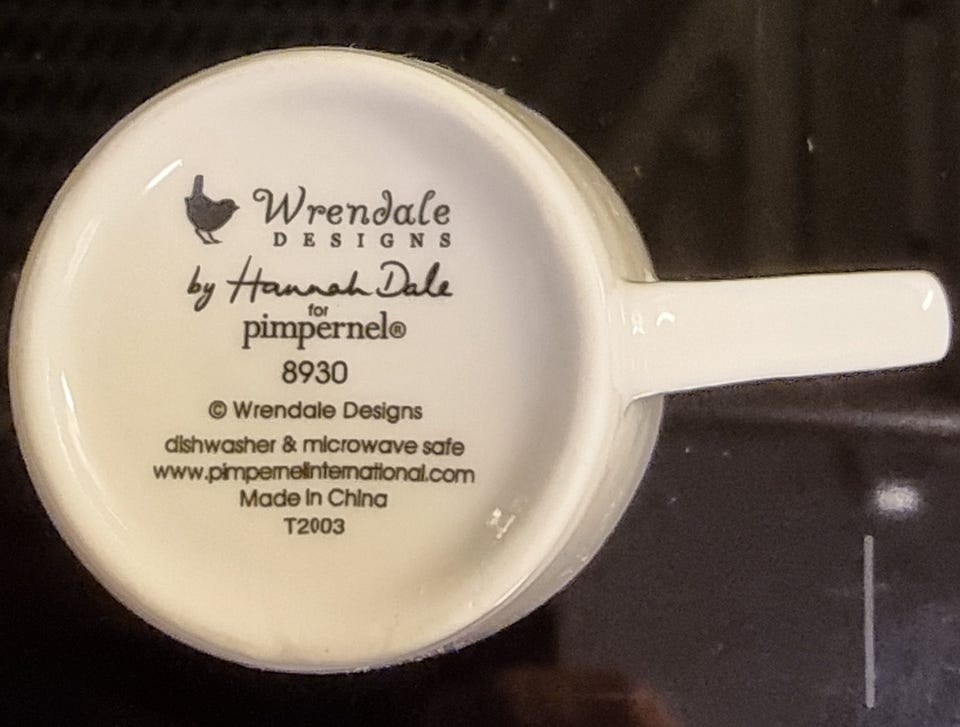 Wrendale
DESIGNS
by Hannah Dale
for
pimpernel®
8930
© Wrendale Designs
dishwasher & microwave safe
www.pimpernelinternational.com
Made in China
T2003